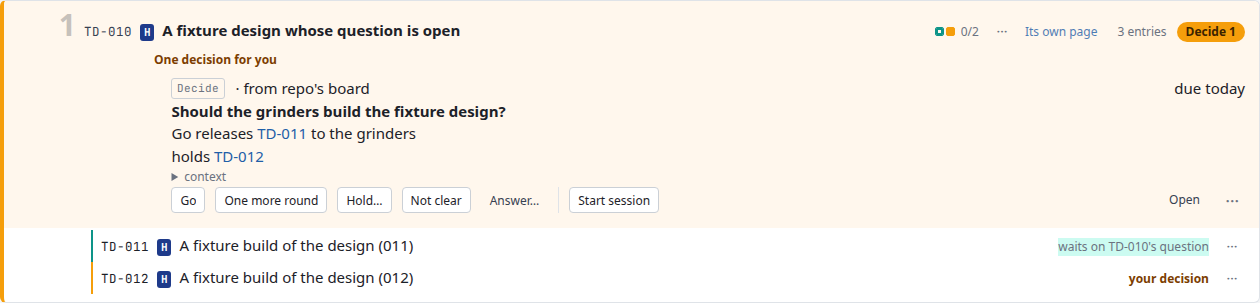 1 TD-010 H A fixture design whose question is open 0/2 ... Its own page 3 entries Decide 1
One decision for you
Decide · from repo's board due today
Should the grinders build the fixture design?
Go releases TD-011 to the grinders
holds TD-012
▶ context
Go One more round Hold... Not clear Answer... Start session Open ...
TD-011 H A fixture build of the design (011) waits on TD-010's question ...
TD-012 H A fixture build of the design (012) your decision ...